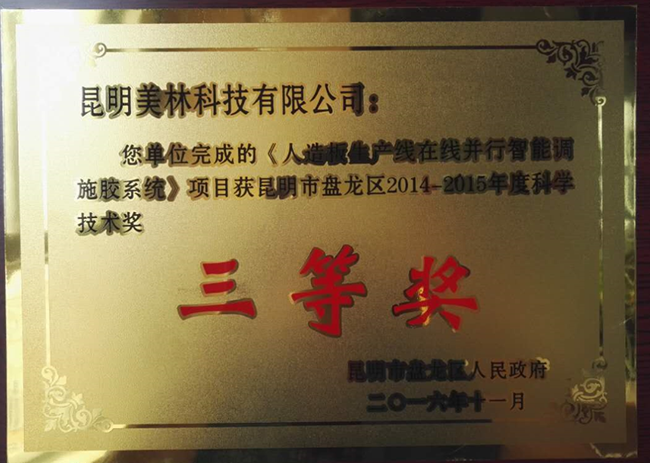 昆明美林科技有限公司：
您单位完成的《人造板生产线在线并行智能调
施胶系统》项目获昆明市盘龙区2014-2015年度科学
技术奖
三等奖
昆明市盘龙区人民政府
二〇一六年十一月